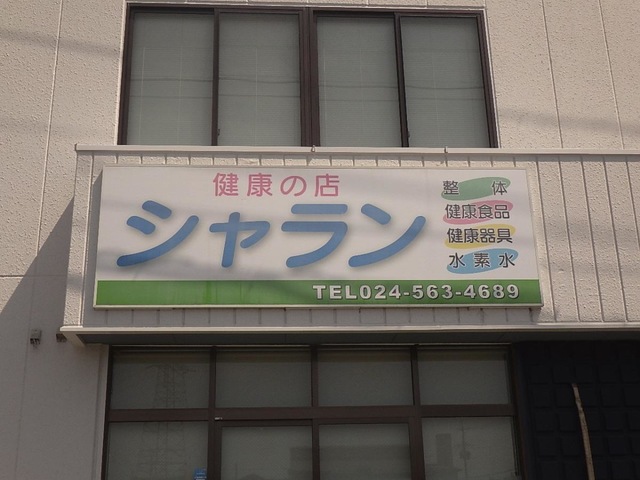 健康の店
シャラン
整体
健康食品
健康器具
水素水
TEL024-563-4689